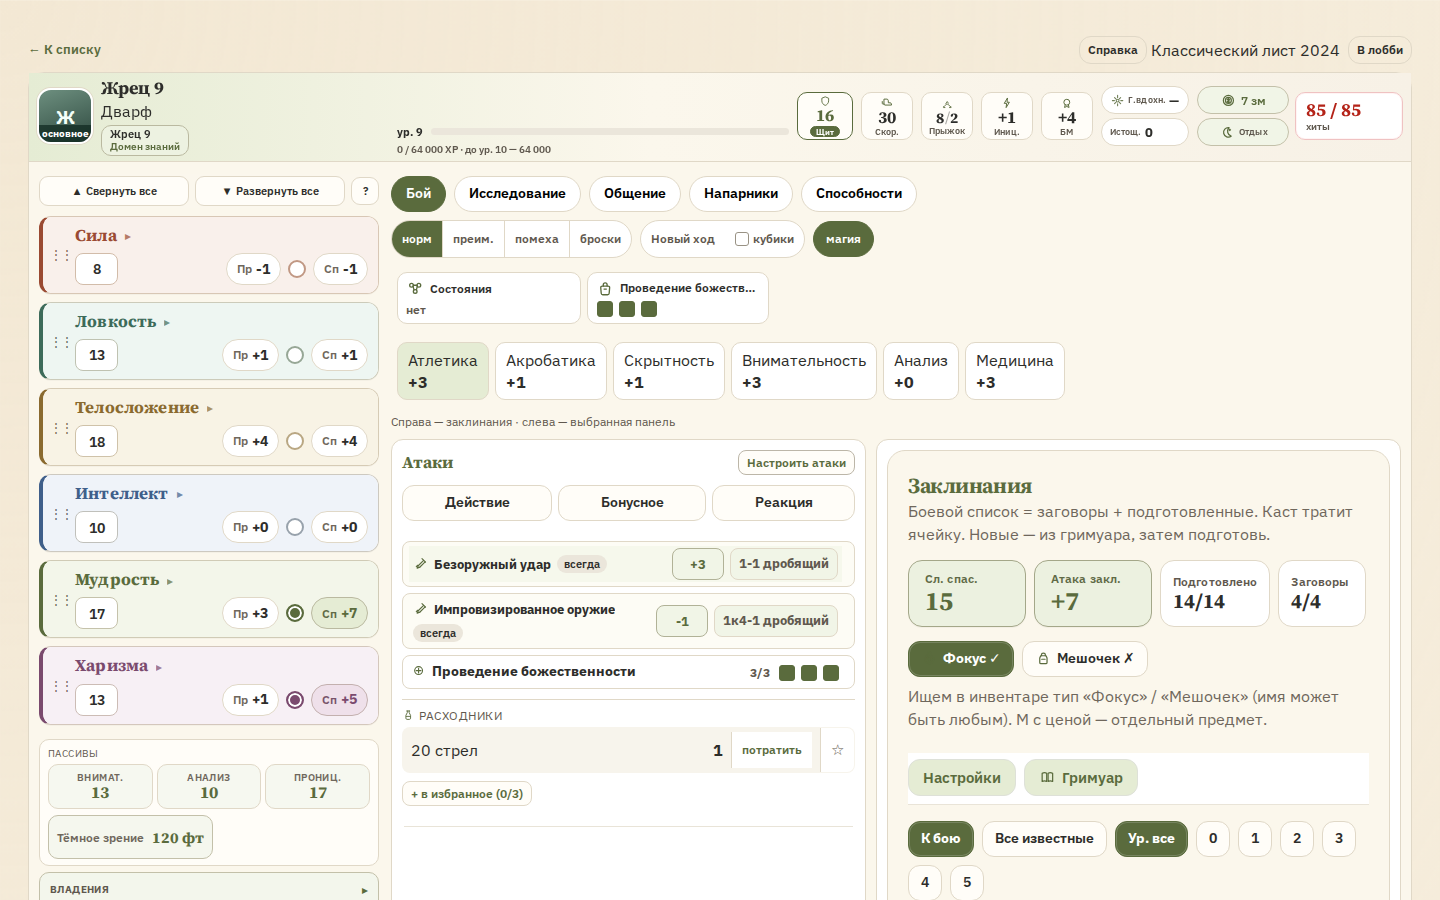 ← К списку
Справка Классический лист 2024 В лобби
Ж
основное
Жрец 9
Дварф
Жрец 9
Домен знаний
ур. 9
0 / 64 000 XP · до ур. 10 — 64 000
16
Щит
30
Скор.
8/2
Прыжок
+1
Иниц.
+4
БМ
Г.вдохн. —
Истощ. 0
7 зм
Отдых
85 / 85
хиты
▲ Свернуть все
▼ Развернуть все
?
Сила ▸
8
Пр -1
Сп -1
Ловкость ▸
13
Пр +1
Сп +1
Телосложение ▸
18
Пр +4
Сп +4
Интеллект ▸
10
Пр +0
Сп +0
Мудрость ▸
17
Пр +3
Сп +7
Харизма ▸
13
Пр +1
Сп +5
ПАССИВЫ
ВНИМАТ.
13
АНАЛИЗ
10
ПРОНИЦ.
17
Тёмное зрение 120 фт
ВЛАДЕНИЯ ▸
Бой
Исследование
Общение
Напарники
Способности
норм
преим.
помеха
броски
Новый ход
кубики
магия
Состояния
нет
Проведение божеств...
Атлетика
+3
Акробатика
+1
Скрытность
+1
Внимательность
+3
Анализ
+0
Медицина
+3
Справа — заклинания · слева — выбранная панель
Атаки
Настроить атаки
Действие
Бонусное
Реакция
Безоружный удар всегда +3 1-1 дробящий
Импровизированное оружие
всегда
-1 1к4-1 дробящий
Проведение божественности 3/3
РАСХОДНИКИ
20 стрел 1 потратить ☆
+ в избранное (0/3)
Заклинания
Боевой список = заговоры + подготовленные. Каст тратит
ячейку. Новые — из гримуара, затем подготовь.
Сл. спас.
15
Атака закл.
+7
Подготовлено
14/14
Заговоры
4/4
Фокус ✓
Мешочек ✗
Ищем в инвентаре тип «Фокус» / «Мешочек» (имя может
быть любым). М с ценой — отдельный предмет.
Настройки
Гримуар
К бою
Все известные
Ур. все
0
1
2
3
4
5